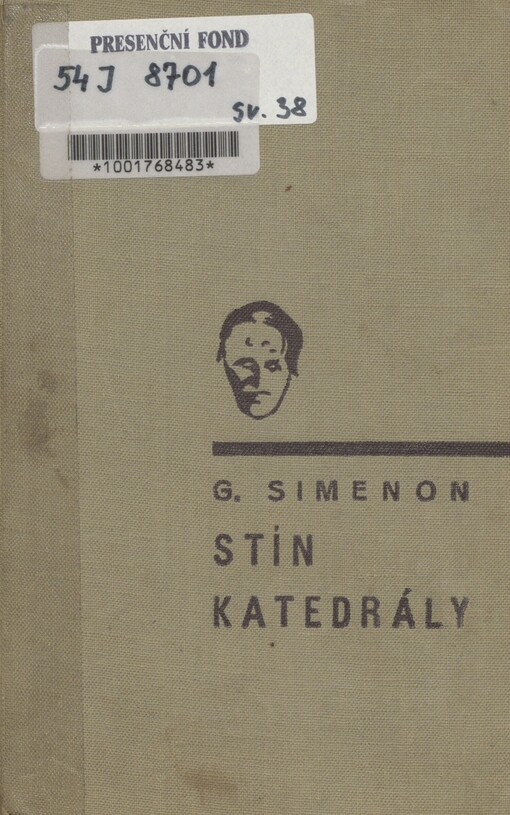 PRESENČNÍ FOND
54 J 8701
sv. 38
*1001768483*
G. SIMENON
STÍN
KATEDRÁLY